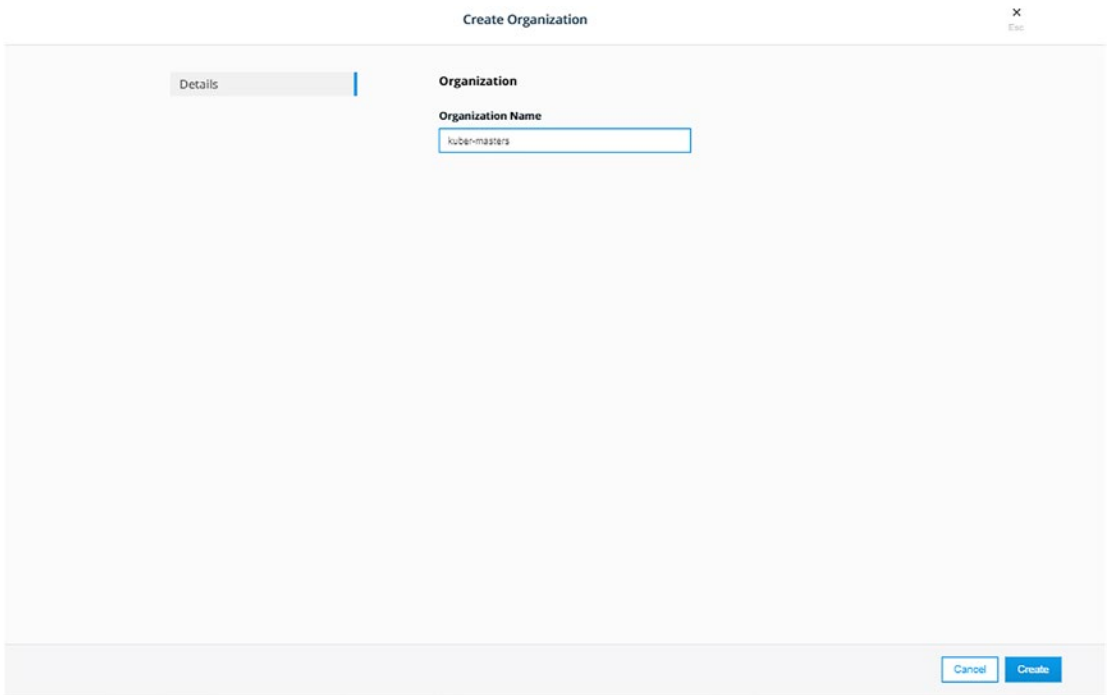 Create Organization
✕
Esc
Details
Organization
Organization Name
kuber-masters
Cancel
Create